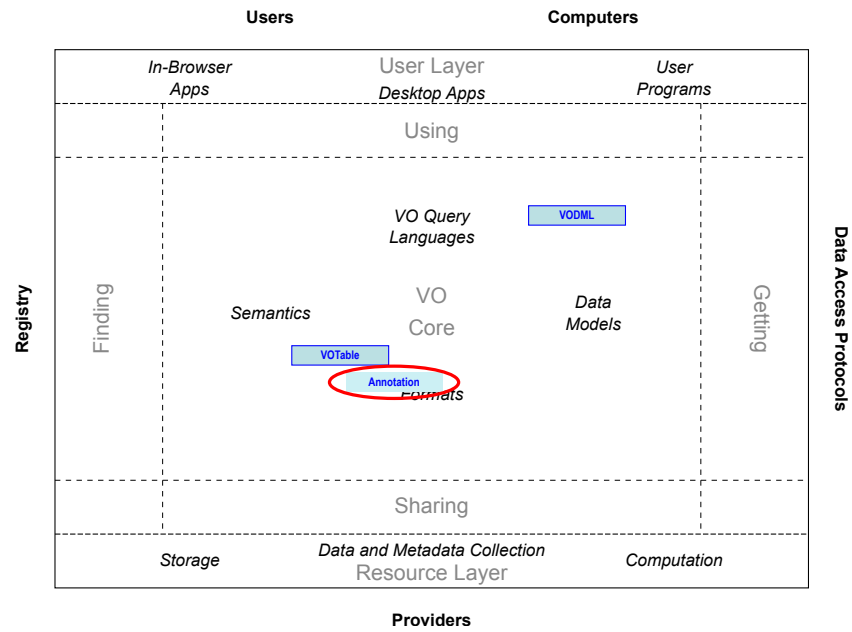 Users
Computers
In-Browser
Apps
User Layer
Desktop Apps
User
Programs
Using
VO Query
Languages
VODML
Registry
Finding
Semantics
VO
Core
Data
Models
Getting
Data Access Protocols
VOTable
Annotation
Formats
Sharing
Storage
Data and Metadata Collection
Resource Layer
Computation
Providers